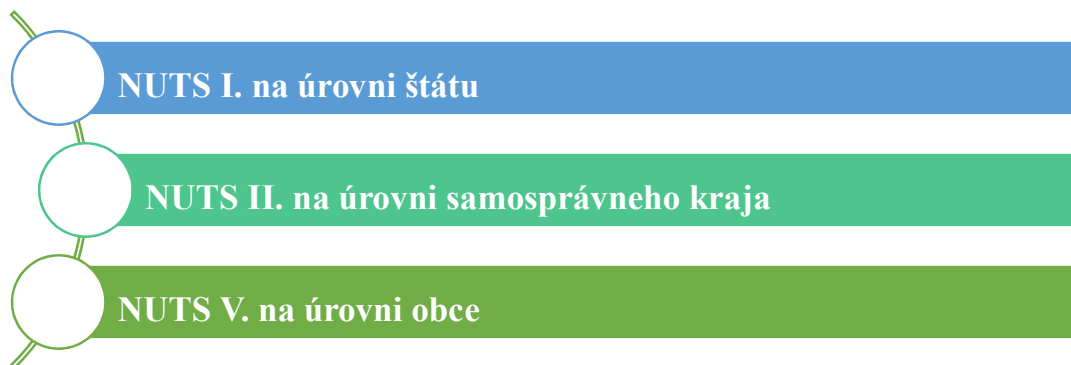 NUTS I. na úrovni štátu
NUTS II. na úrovni samosprávneho kraja
NUTS V. na úrovni obce